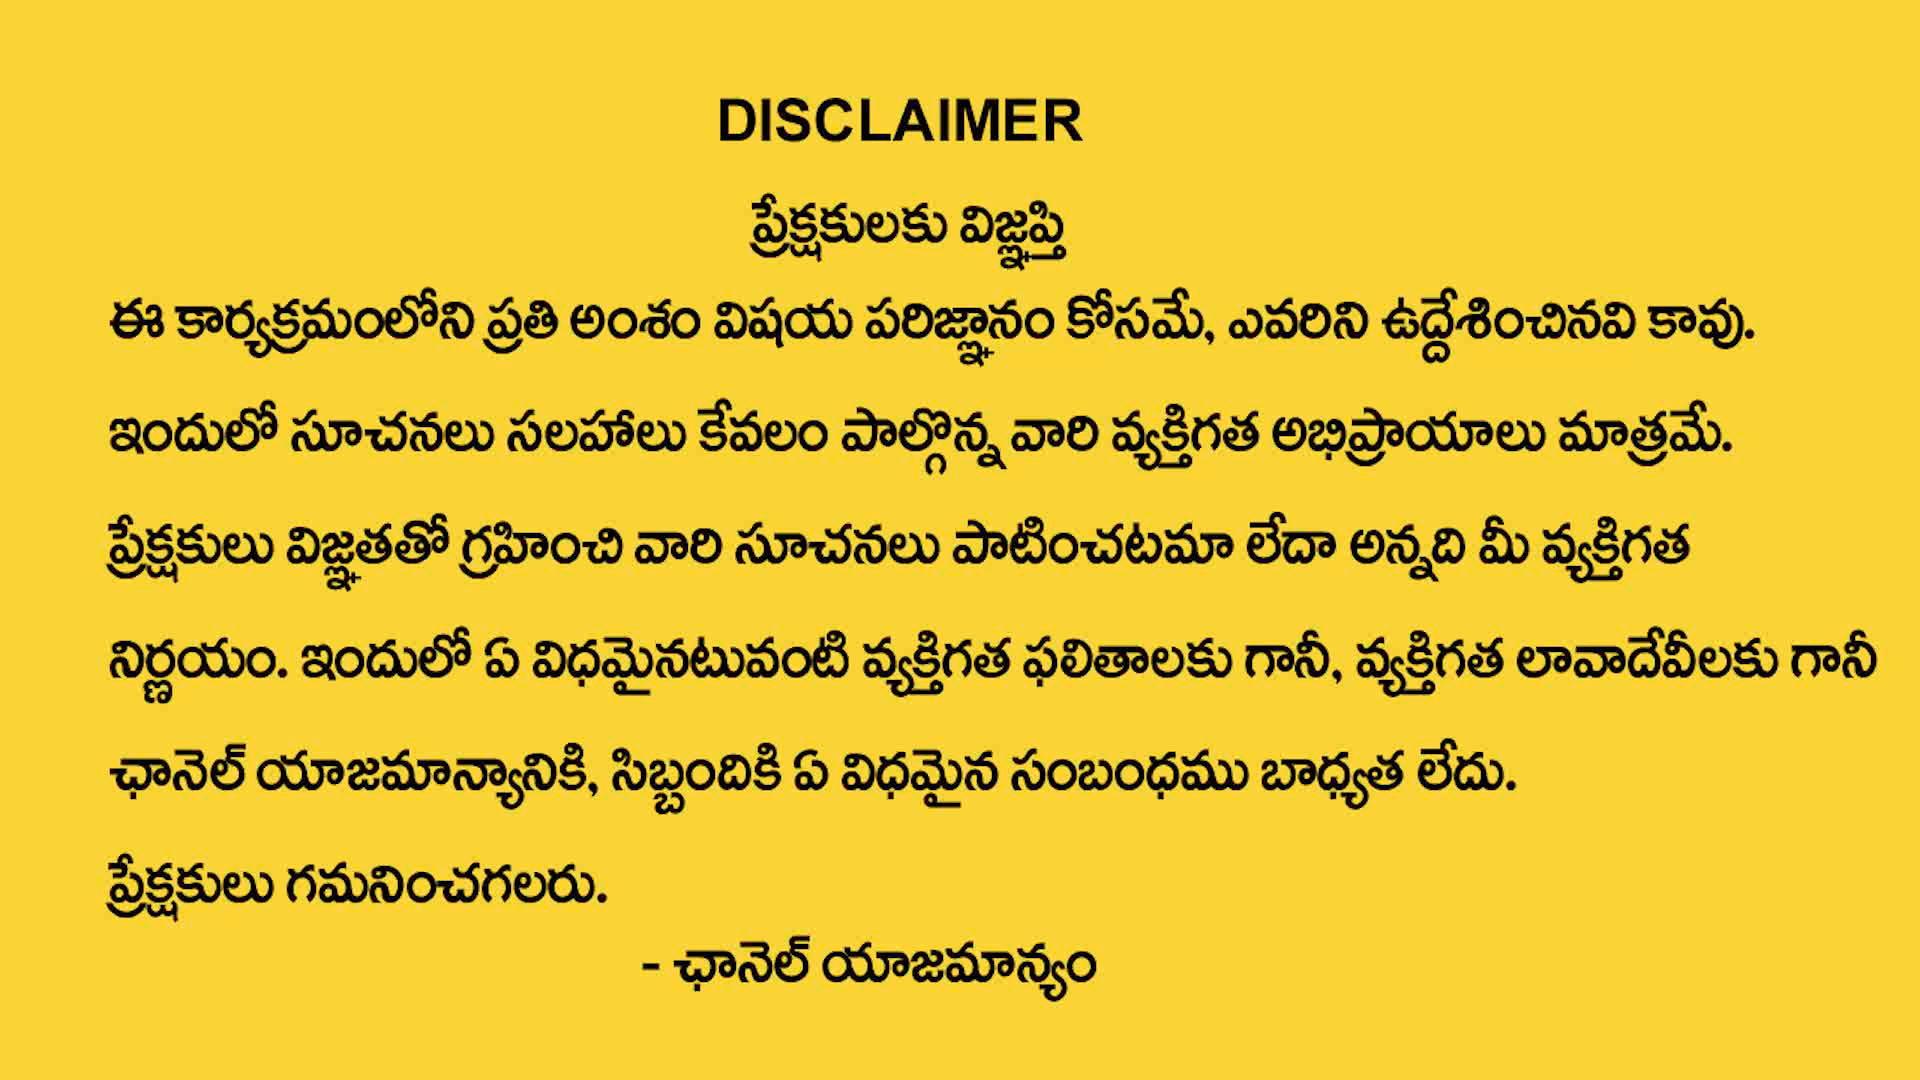 DISCLAIMER
ప్రేక్షకులకు విజ్ఞప్తి
ఈ కార్యక్రమంలోని ప్రతి అంశం విషయ పరిజ్ఞానం కోసమే, ఎవరిని ఉద్దేశించినవి కావు.
ఇందులో సూచనలు సలహాలు కేవలం పాల్గొన్న వారి వ్యక్తిగత అభిప్రాయాలు మాత్రమే.
ప్రేక్షకులు విజ్ఞతతో గ్రహించి వారి సూచనలు పాటించటమా లేదా అన్నది మీ వ్యక్తిగత
నిర్ణయం. ఇందులో ఏ విధమైనటువంటి వ్యక్తిగత ఫలితాలకు గానీ, వ్యక్తిగత లావాదేవీలకు గానీ
ఛానెల్ యాజమాన్యానికి, సిబ్బందికి ఏ విధమైన సంబంధము బాధ్యత లేదు.
ప్రేక్షకులు గమనించగలరు.
- ఛానెల్ యాజమాన్యం